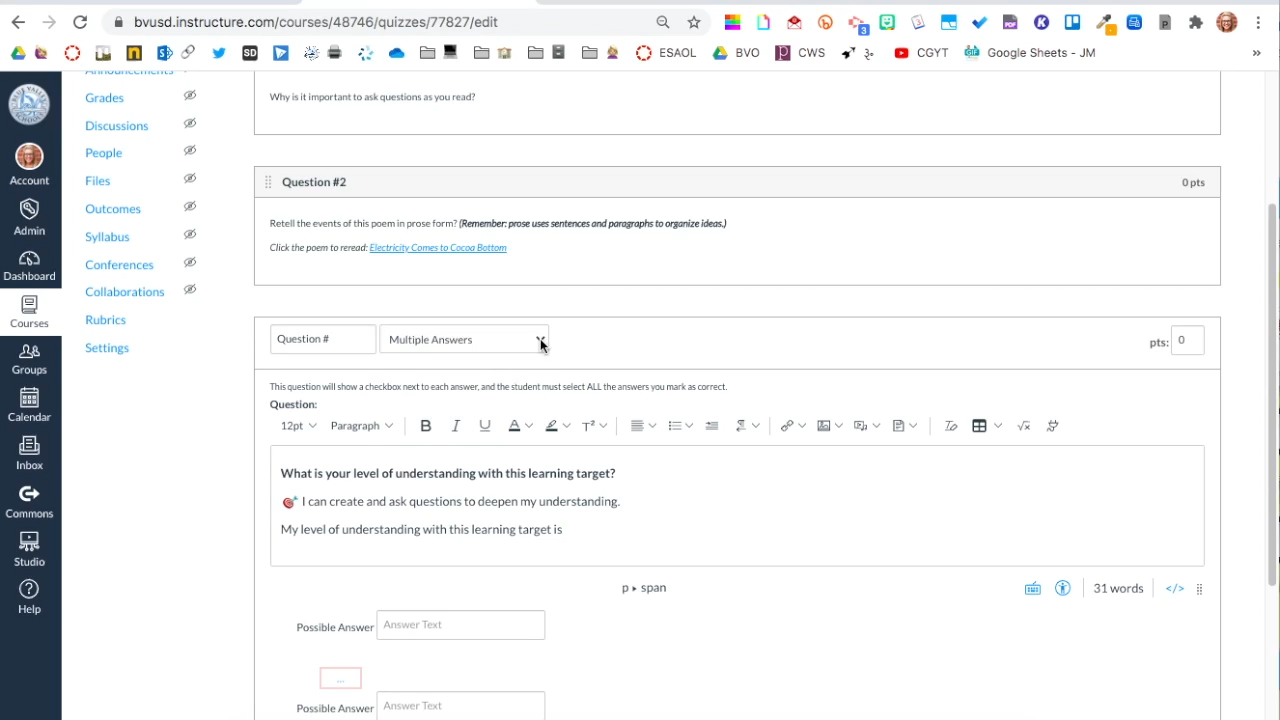 bvusd.instructure.com/courses/48746/quizzes/77827/edit
3
SD
ESAOL
BVO
CWS
CGYT
Google Sheets - JM
»
Announcements
Grades
Discussions
People
Files
Outcomes
Syllabus
Conferences
Collaborations
Rubrics
Settings
Account
Admin
Dashboard
Courses
Groups
Calendar
Inbox
Commons
Studio
Help
Why is it important to ask questions as you read?
Question #2
0 pts
Retell the events of this poem in prose form? (Remember: prose uses sentences and paragraphs to organize ideas.)
Click the poem to reread: Electricity Comes to Cocoa Bottom
Question #
Multiple Answers
pts: 0
This question will show a checkbox next to each answer, and the student must select ALL the answers you mark as correct.
Question:
12pt Paragraph
What is your level of understanding with this learning target?
🎯 I can create and ask questions to deepen my understanding.
My level of understanding with this learning target is
p ▸ span
31 words
</>
Possible Answer Answer Text
...
Possible Answer Answer Text